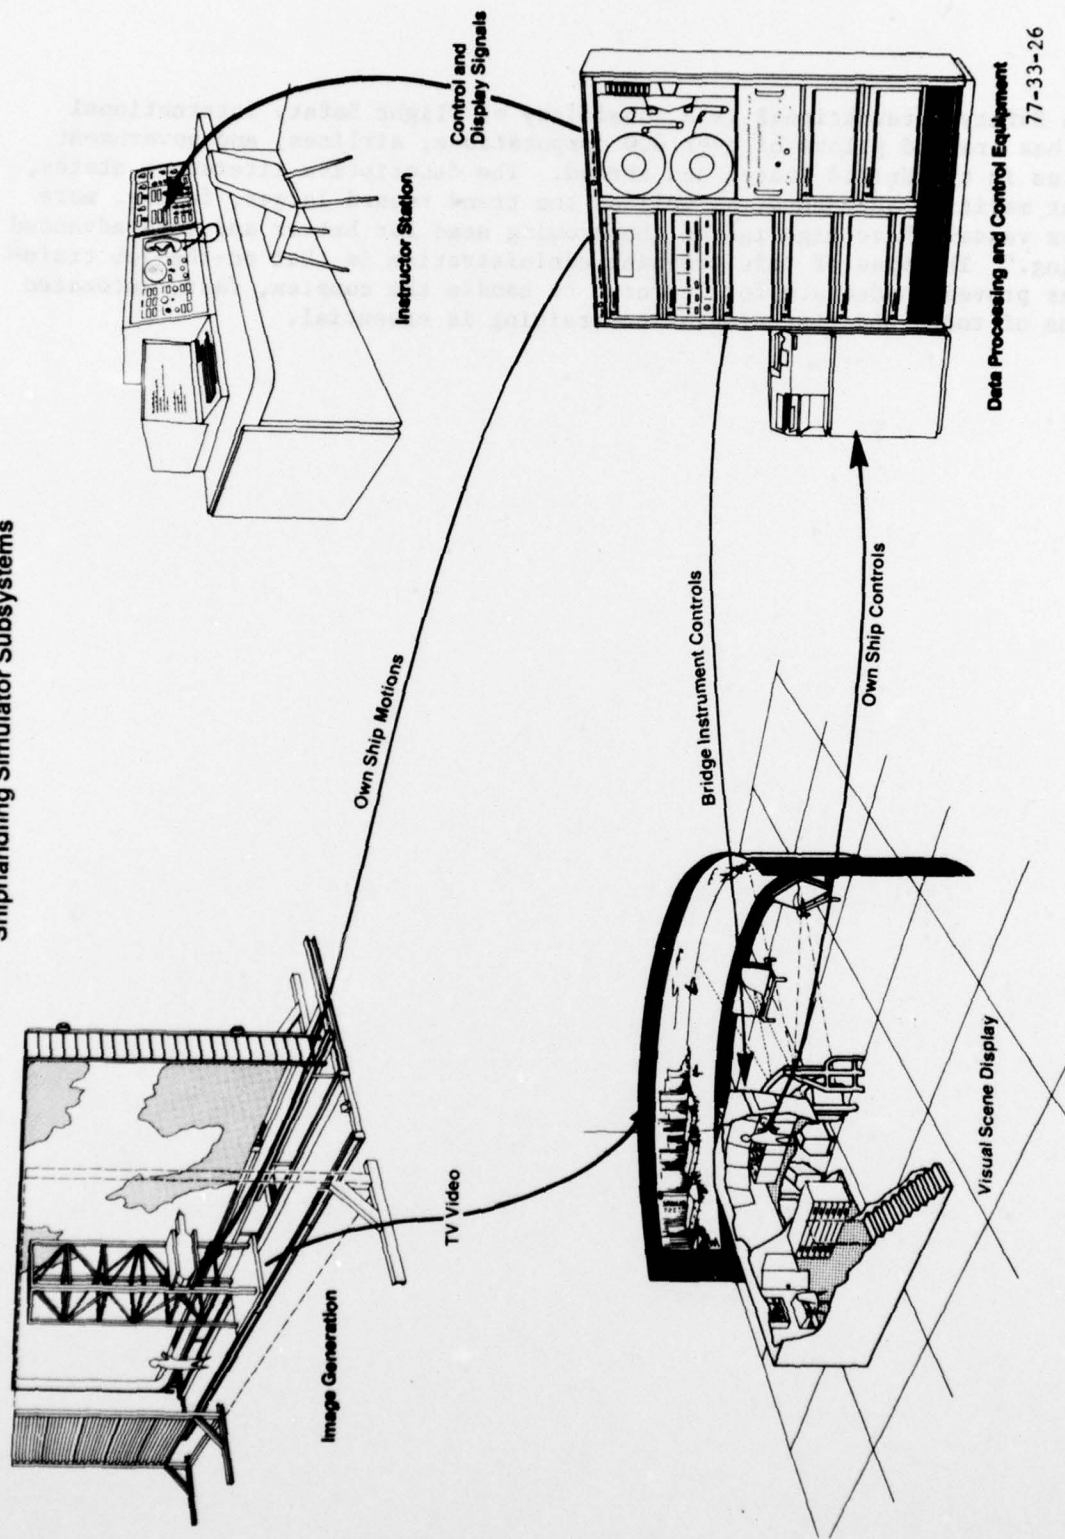 Shiphandling Simulator Subsystems
Image Generation
Own Ship Motions
Instructor Station
Control and
Display Signals
TV Video
Bridge Instrument Controls
Own Ship Controls
Visual Scene Display
Data Processing and Control Equipment
77-33-26